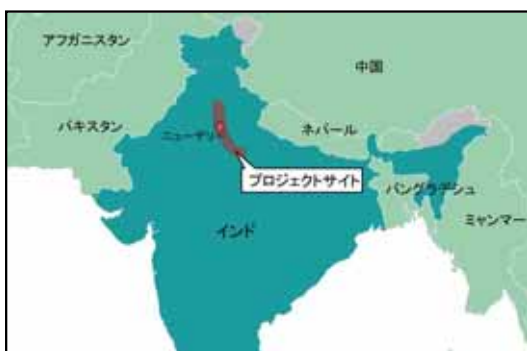 アフガニスタン
中国
パキスタン
ニューデリー
ネパール
プロジェクトサイト
バングラデシュ
インド
ミャンマー